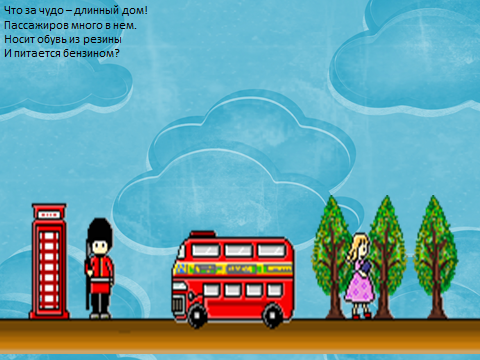 Что за чудо – длинный дом!
Пассажиров много в нем.
Носит обувь из резины
И питается бензином?